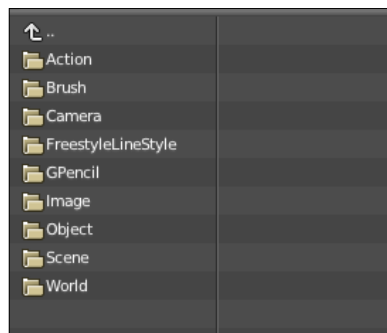 ..
Action
Brush
Camera
FreestyleLineStyle
GPencil
Image
Object
Scene
World